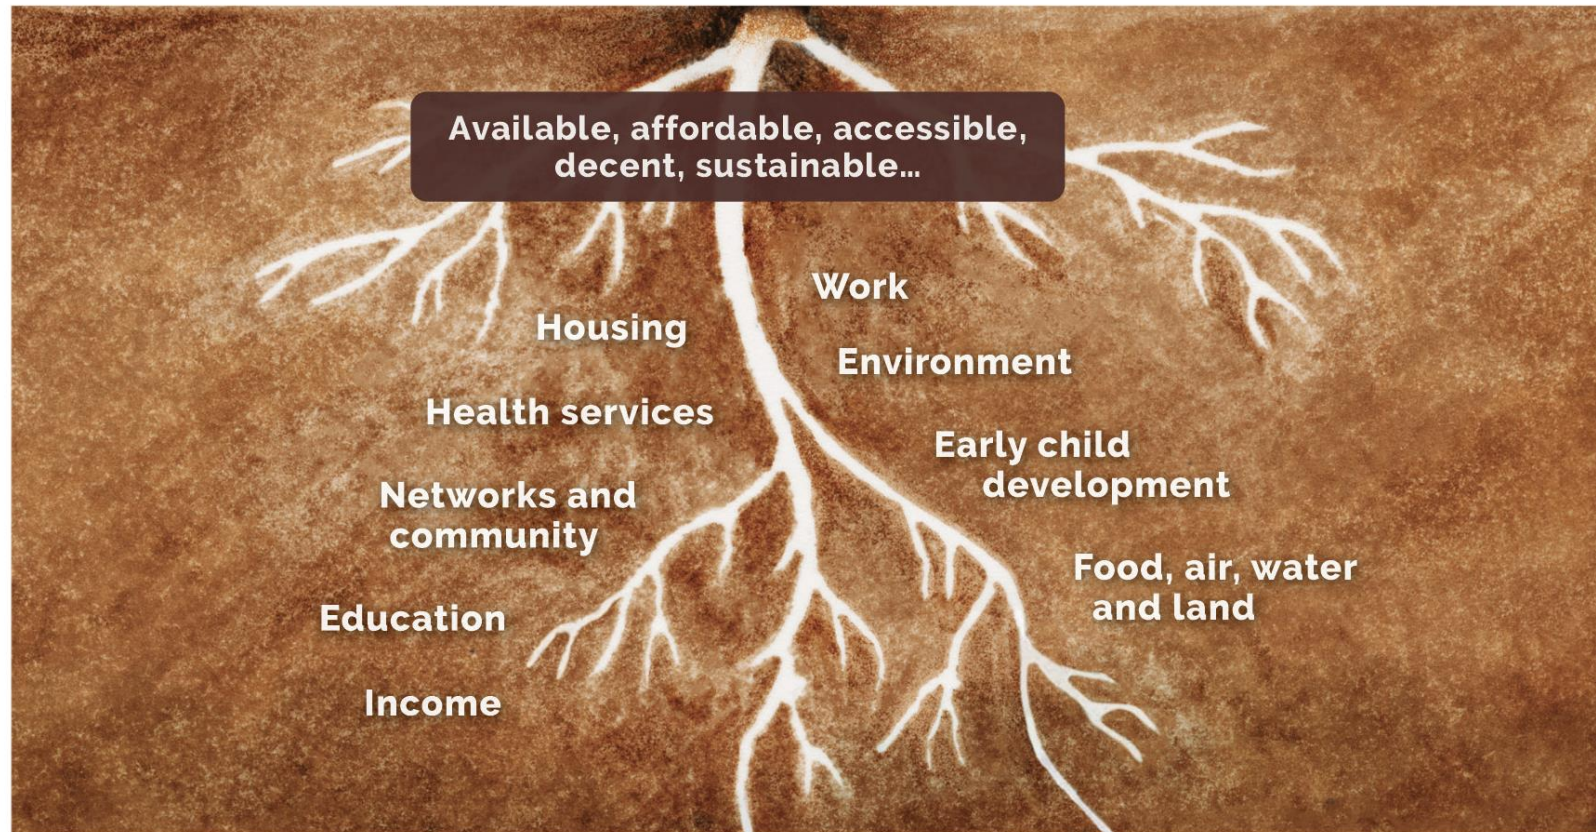 Available, affordable, accessible,
decent, sustainable…
Work
Housing
Environment
Health services
Early child
development
Networks and
community
Food, air, water
and land
Education
Income